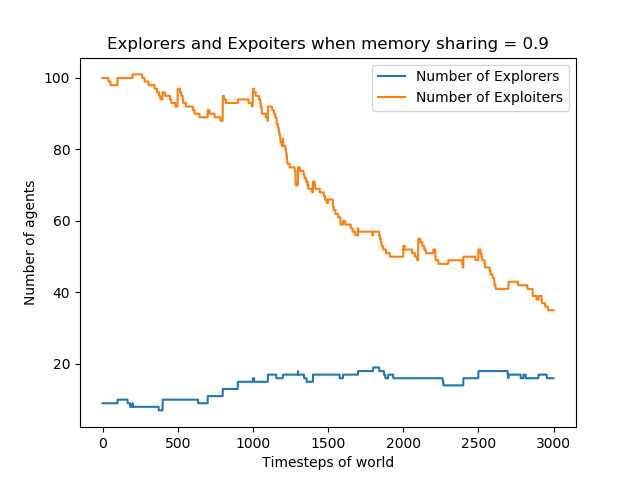 Explorers and Expoiters when memory sharing = 0.9
Number of Explorers
Number of Exploiters
Number of agents
100
80
60
40
20
0 500 1000 1500 2000 2500 3000
Timesteps of world